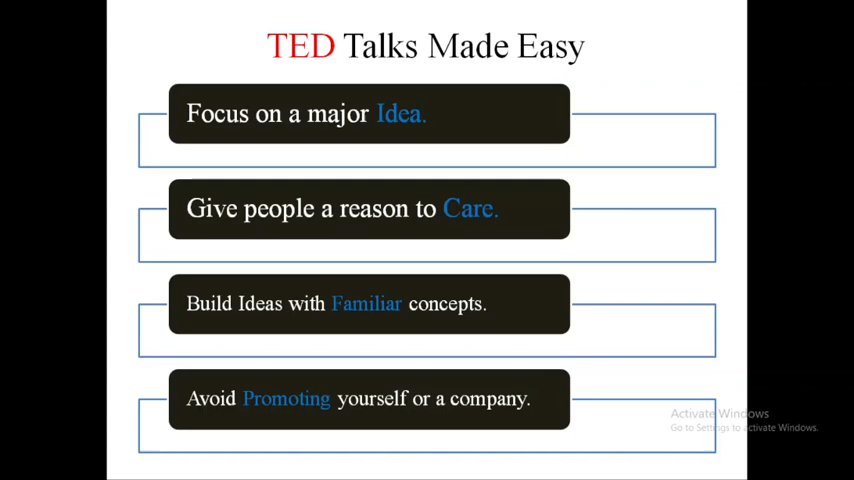 TED Talks Made Easy
Focus on a major Idea.
Give people a reason to Care.
Build Ideas with Familiar concepts.
Avoid Promoting yourself or a company.
Activate Windows
Go to Settings to activate Windows.